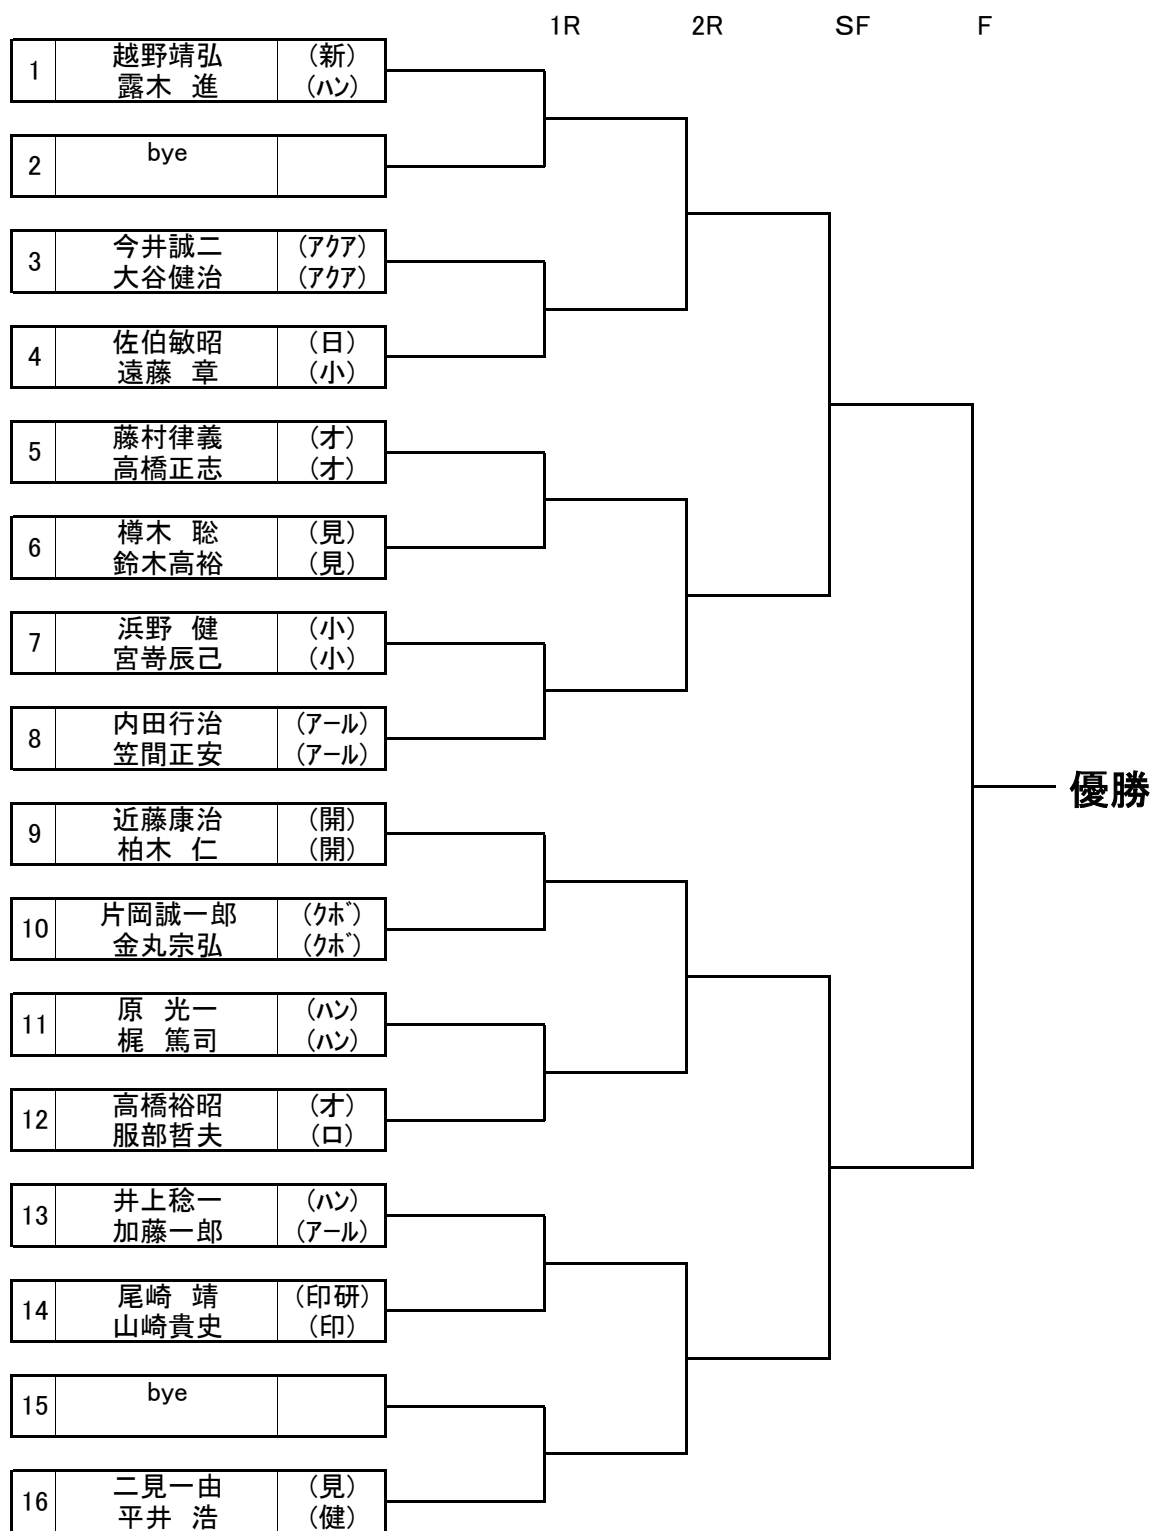 1R 2R SF F
1 越野靖弘 （新）
露木　進 （ﾊﾝ）
2 bye
3 今井誠二 （ｱｸｱ）
大谷健治 （ｱｸｱ）
4 佐伯敏昭 （日）
遠藤　章 （小）
5 藤村律義 （才）
高橋正志 （才）
6 樽木　聡 （見）
鈴木高裕 （見）
7 浜野　健 （小）
宮嵜辰己 （小）
8 内田行治 （ｱｰﾙ）
笠間正安 （ｱｰﾙ）
優勝
9 近藤康治 （開）
柏木　仁 （開）
10 片岡誠一郎 （ｸﾎﾞ）
金丸宗弘 （ｸﾎﾞ）
11 原　光一 （ﾊﾝ）
梶　篤司 （ﾊﾝ）
12 高橋裕昭 （才）
服部哲夫 （ロ）
13 井上稔一 （ﾊﾝ）
加藤一郎 （ｱｰﾙ）
14 尾崎　靖 （印研）
山崎貴史 （印）
15 bye
16 二見一由 （見）
平井　浩 （健）